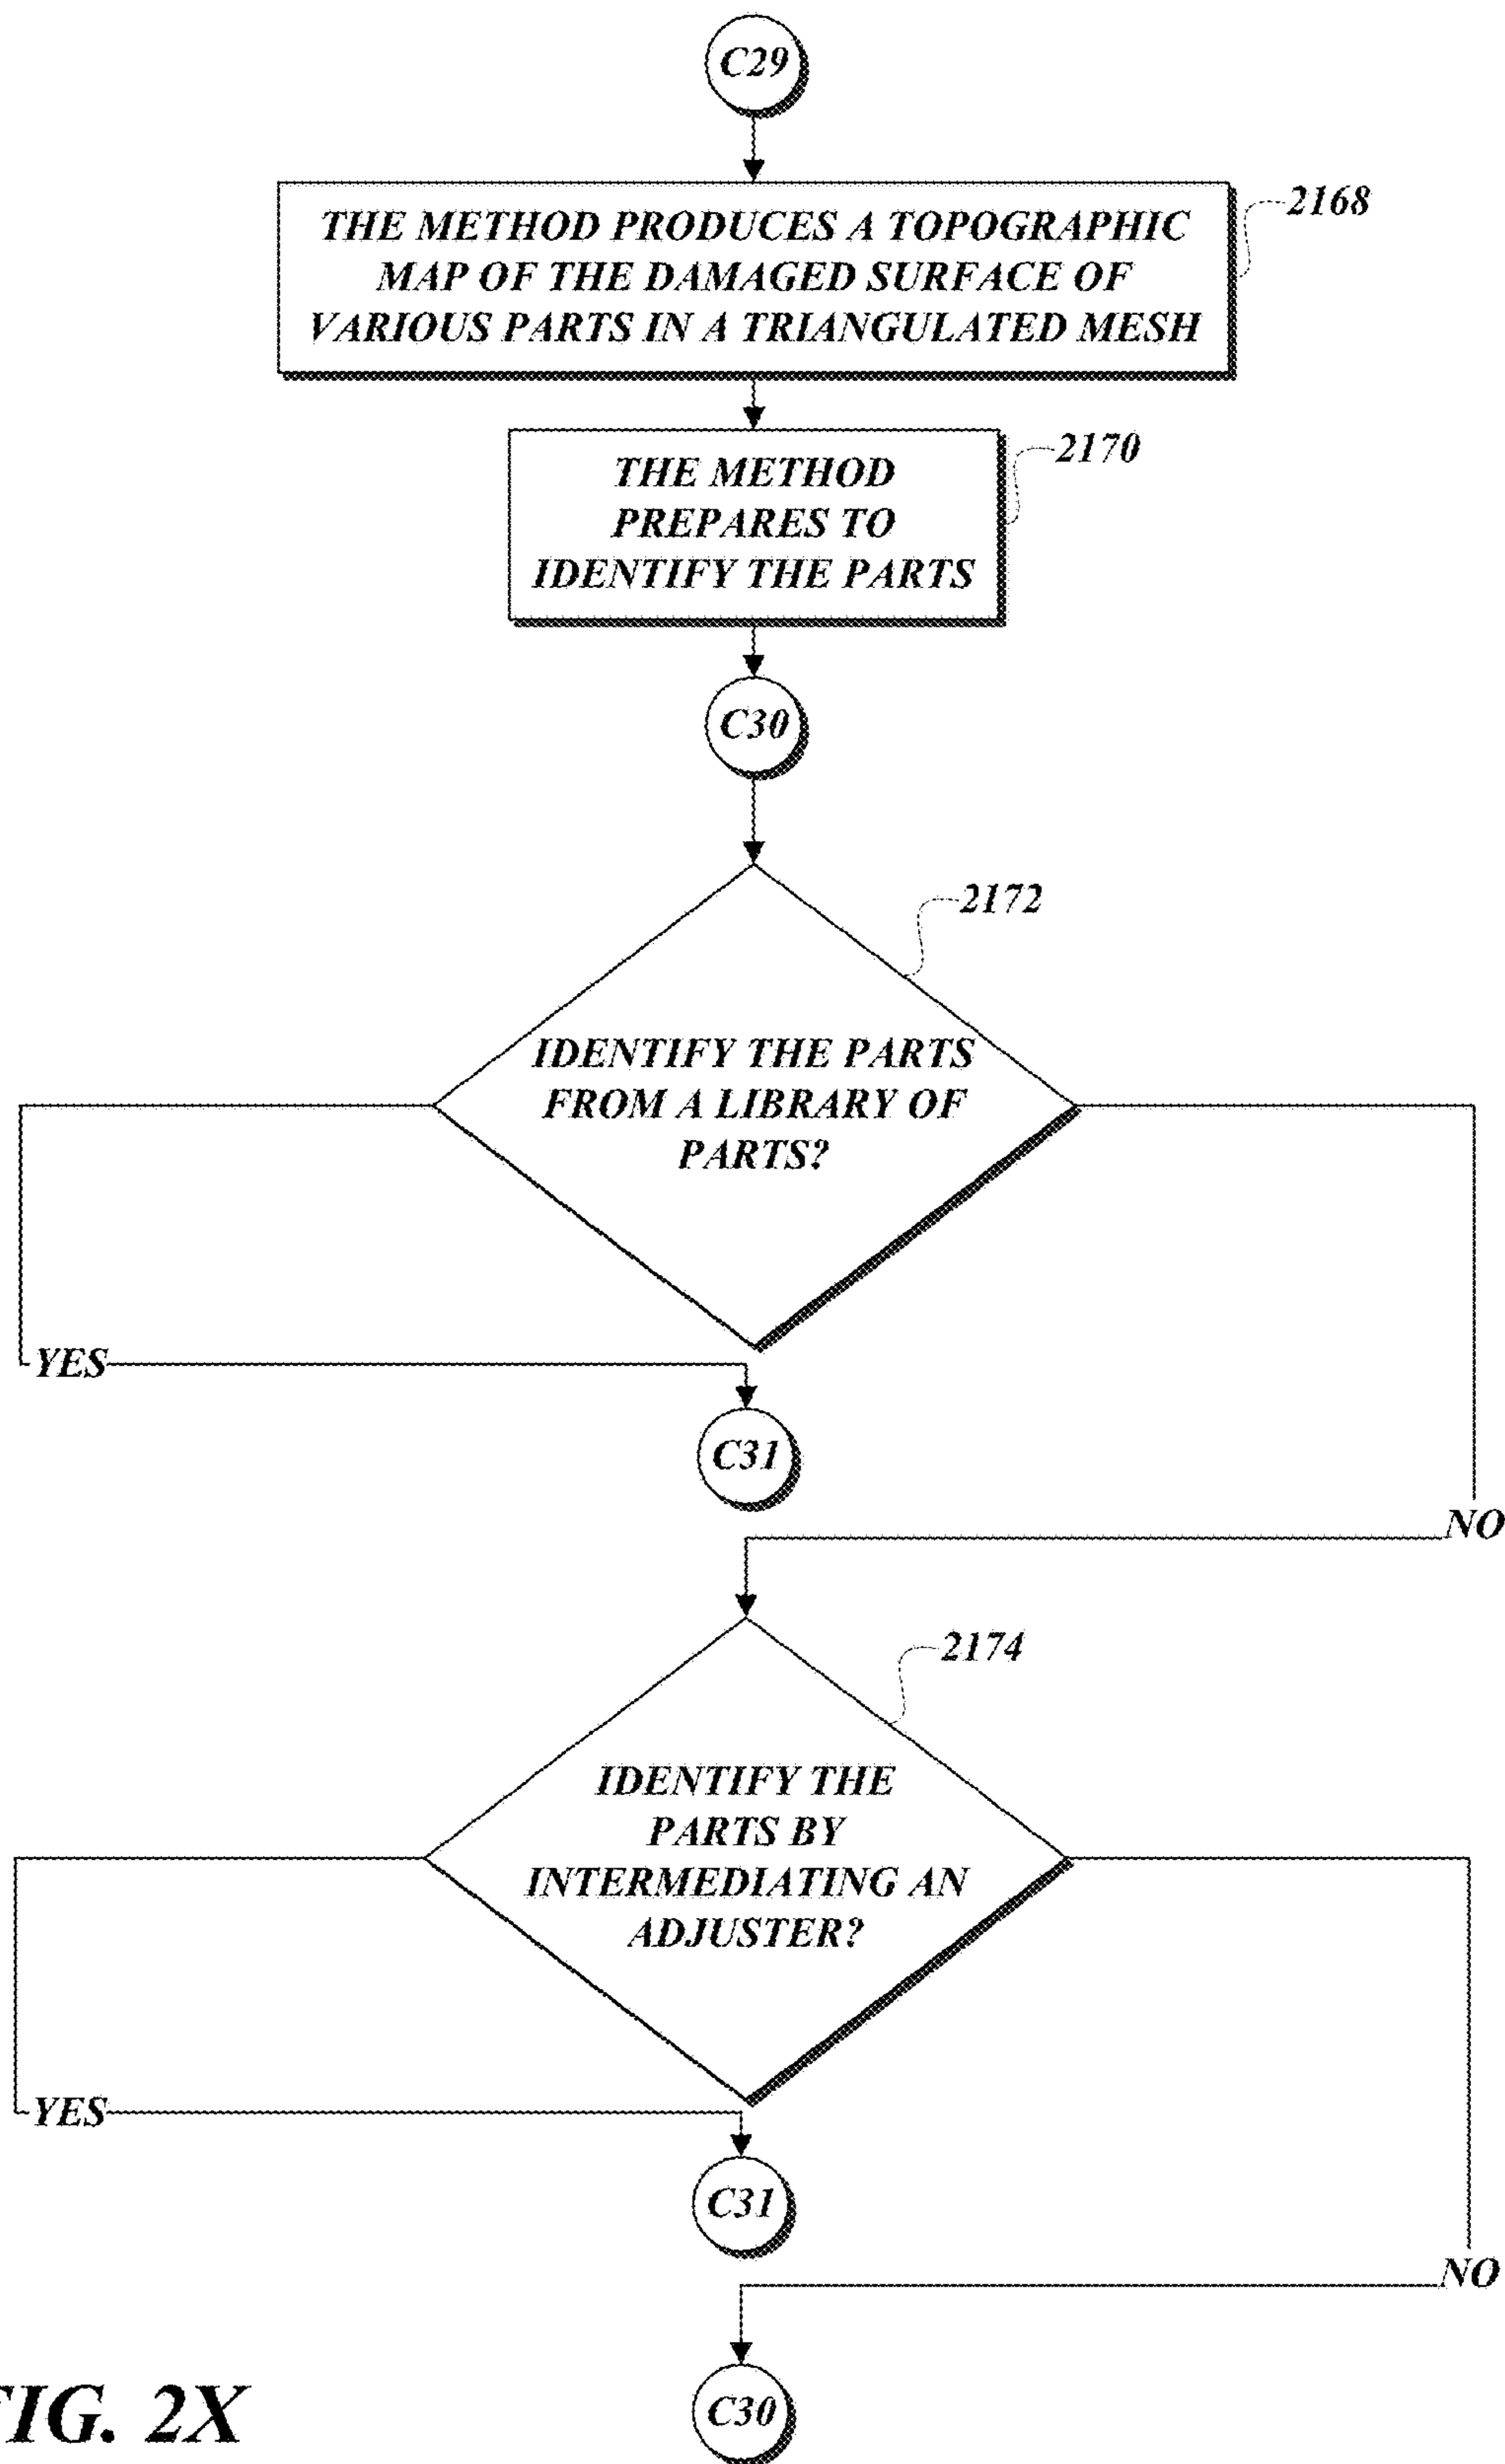 C29
THE METHOD PRODUCES A TOPOGRAPHIC
MAP OF THE DAMAGED SURFACE OF
VARIOUS PARTS IN A TRIANGULATED MESH
2168
THE METHOD
PREPARES TO
IDENTIFY THE PARTS
2170
C30
2172
IDENTIFY THE PARTS
FROM A LIBRARY OF
PARTS?
YES
C31
NO
2174
IDENTIFY THE
PARTS BY
INTERMEDIATING AN
ADJUSTER?
YES
C31
NO
C30
FIG. 2X